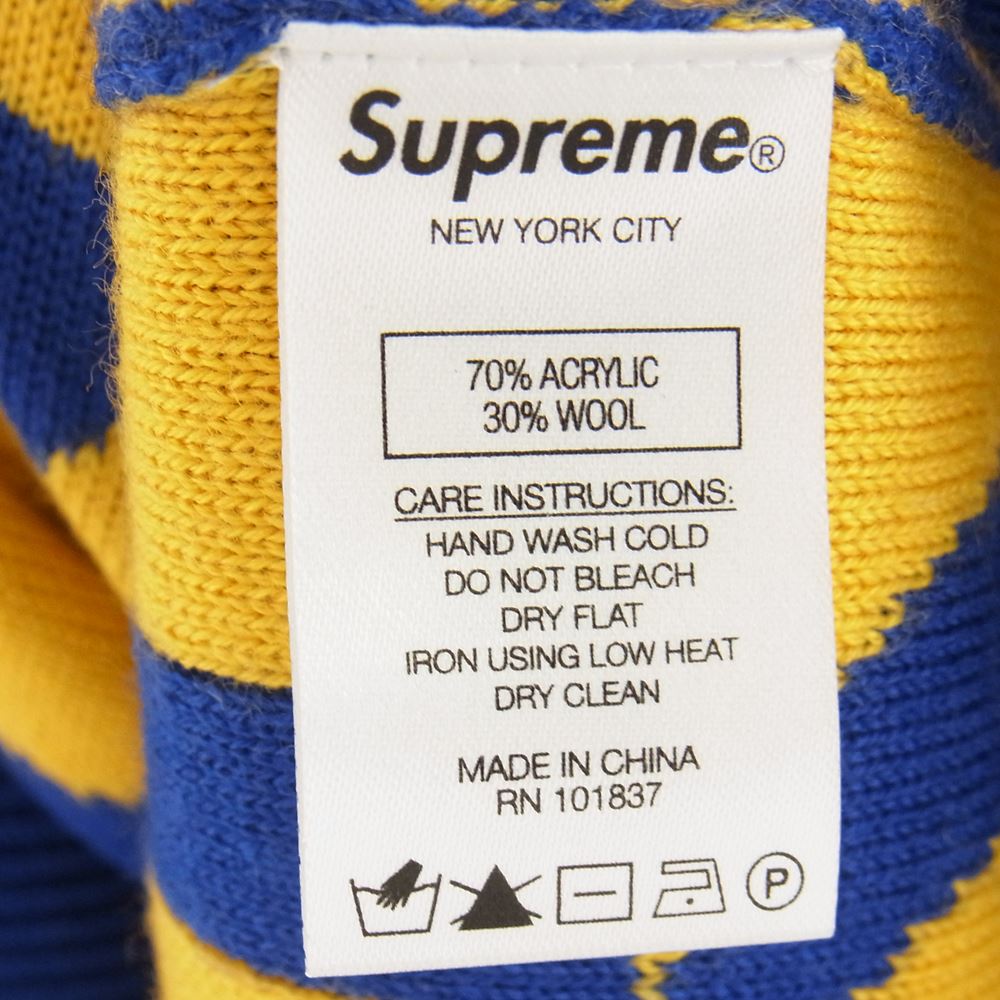 Supreme®
NEW YORK CITY
70% ACRYLIC
30% WOOL
CARE INSTRUCTIONS:
HAND WASH COLD
DO NOT BLEACH
DRY FLAT
IRON USING LOW HEAT
DRY CLEAN
MADE IN CHINA
RN 101837
P